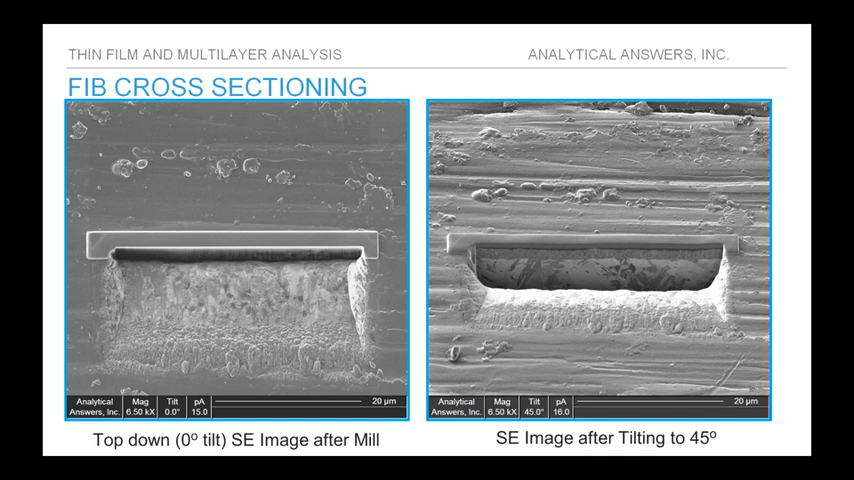 THIN FILM AND MULTILAYER ANALYSIS
ANALYTICAL ANSWERS, INC.
FIB CROSS SECTIONING
Analytical Answers, Inc.
Mag 6.50 kX
Tilt 0.0°
pA 15.0
20 µm
Analytical Answers, Inc.
Mag 6.50 kX
Tilt 45.0°
pA 16.0
20 µm
Top down (0º tilt) SE Image after Mill
SE Image after Tilting to 45º